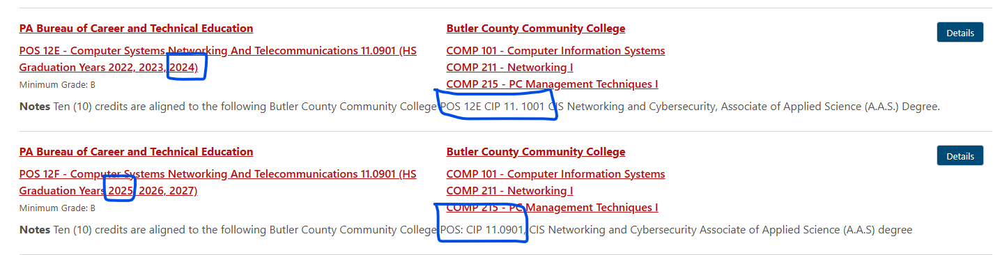 PA Bureau of Career and Technical Education
Butler County Community College
Details
POS 12E - Computer Systems Networking And Telecommunications 11.0901 (HS
Graduation Years 2022, 2023, 2024)
Minimum Grade: B
COMP 101 - Computer Information Systems
COMP 211 - Networking I
COMP 215 - PC Management Techniques I
Notes Ten (10) credits are aligned to the following Butler County Community College POS 12E CIP 11. 1001 CIS Networking and Cybersecurity, Associate of Applied Science (A.A.S.) Degree.
PA Bureau of Career and Technical Education
Butler County Community College
Details
POS 12F - Computer Systems Networking And Telecommunications 11.0901 (HS
Graduation Years 2025, 2026, 2027)
Minimum Grade: B
COMP 101 - Computer Information Systems
COMP 211 - Networking I
COMP 215 - PC Management Techniques I
Notes Ten (10) credits are aligned to the following Butler County Community College POS: CIP 11.0901, CIS Networking and Cybersecurity Associate of Applied Science (A.A.S) degree